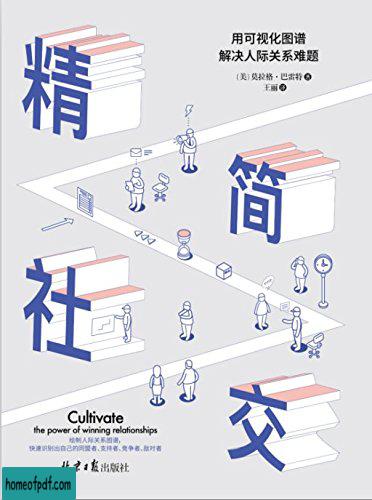 用可视化图谱
解决人际关系难题
(美)莫拉格·巴雷特 著
王丽 译
精
简
社
交
Cultivate
the power of winning relationships
绘制人际关系图谱,
快速识别出自己的同盟者、支持者、竞争者、敌对者
北京日报出版社
homeofpdf.com